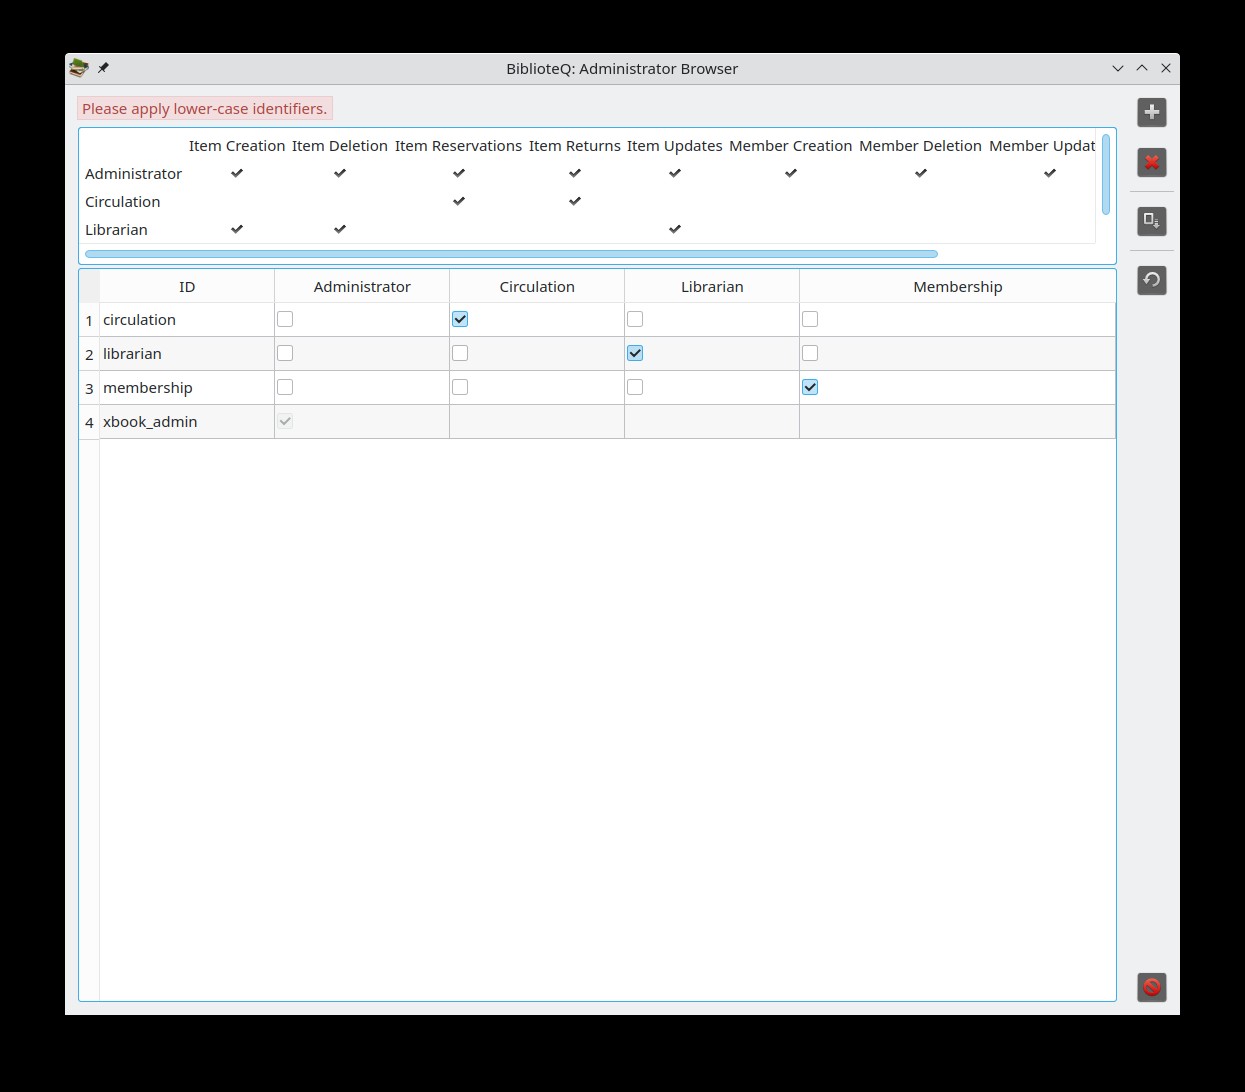 BiblioteQ: Administrator Browser
Please apply lower-case identifiers.
Item Creation Item Deletion Item Reservations Item Returns Item Updates Member Creation Member Deletion Member Updat
Administrator
Circulation
Librarian
ID Administrator Circulation Librarian Membership
1 circulation
2 librarian
3 membership
4 xbook_admin